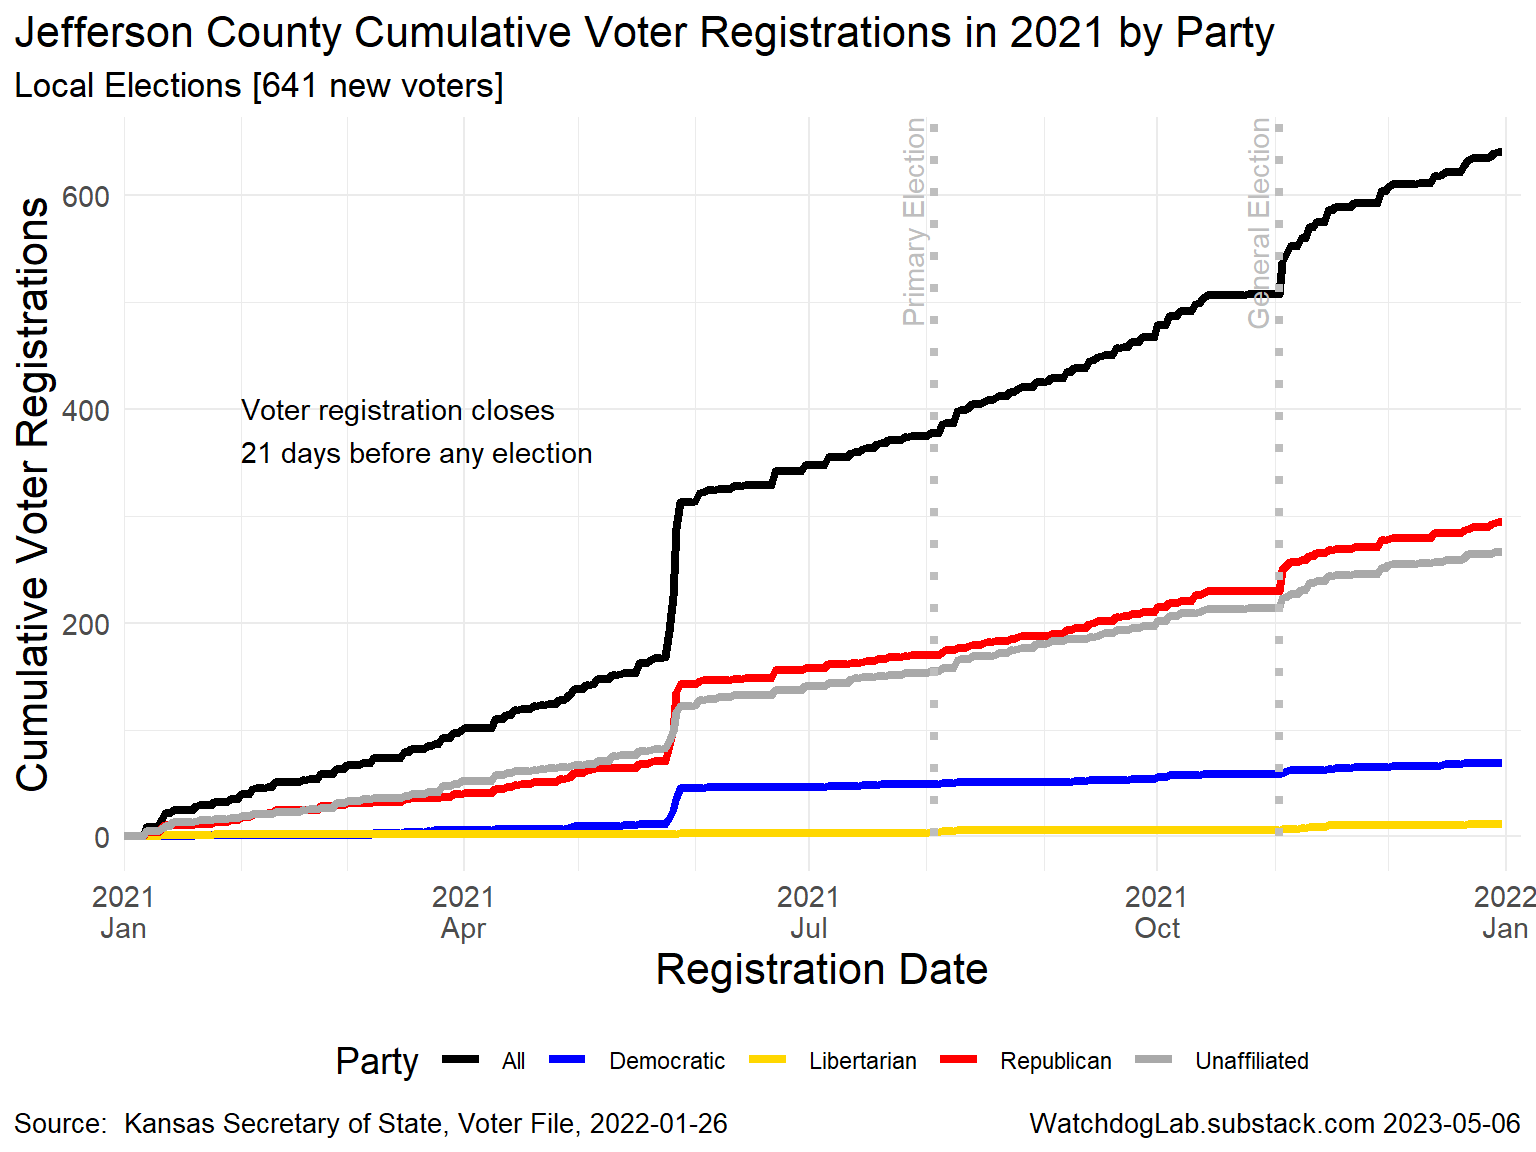 Jefferson County Cumulative Voter Registrations in 2021 by Party
Local Elections [641 new voters]
Cumulative Voter Registrations
600
400
200
0
Primary Election
General Election
Voter registration closes
21 days before any election
2021 2021 2021 2021 2022
Jan Apr Jul Oct Jan
Registration Date
Party All Democratic Libertarian Republican Unaffiliated
Source: Kansas Secretary of State, Voter File, 2022-01-26
WatchdogLab.substack.com 2023-05-06